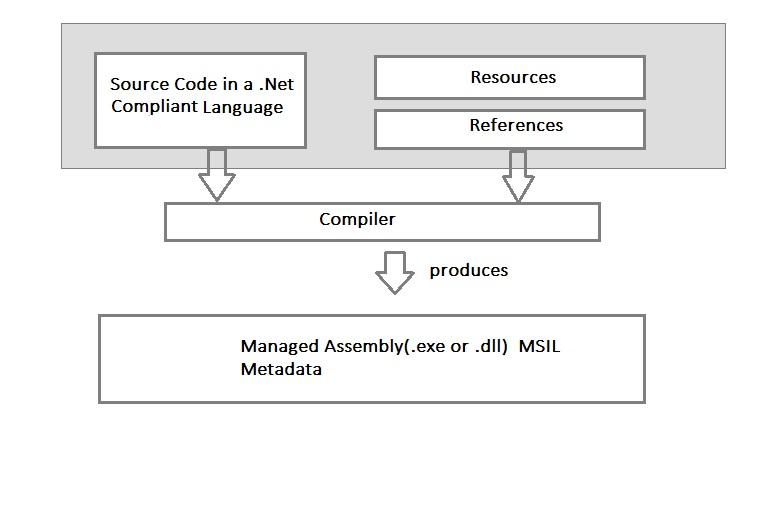 Source Code in a .Net
Compliant Language
Resources
References
Compiler
produces
Managed Assembly(.exe or .dll)  MSIL
Metadata